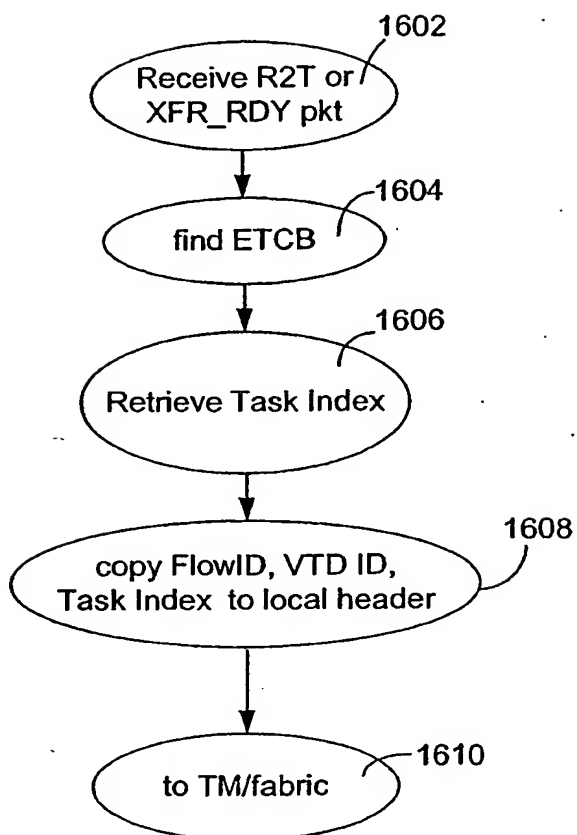 1602
Receive R2T or
XFR_RDY pkt
1604
find ETCB
1606
Retrieve Task Index
1608
copy FlowID, VTD ID,
Task Index to local header
1610
to TM/fabric